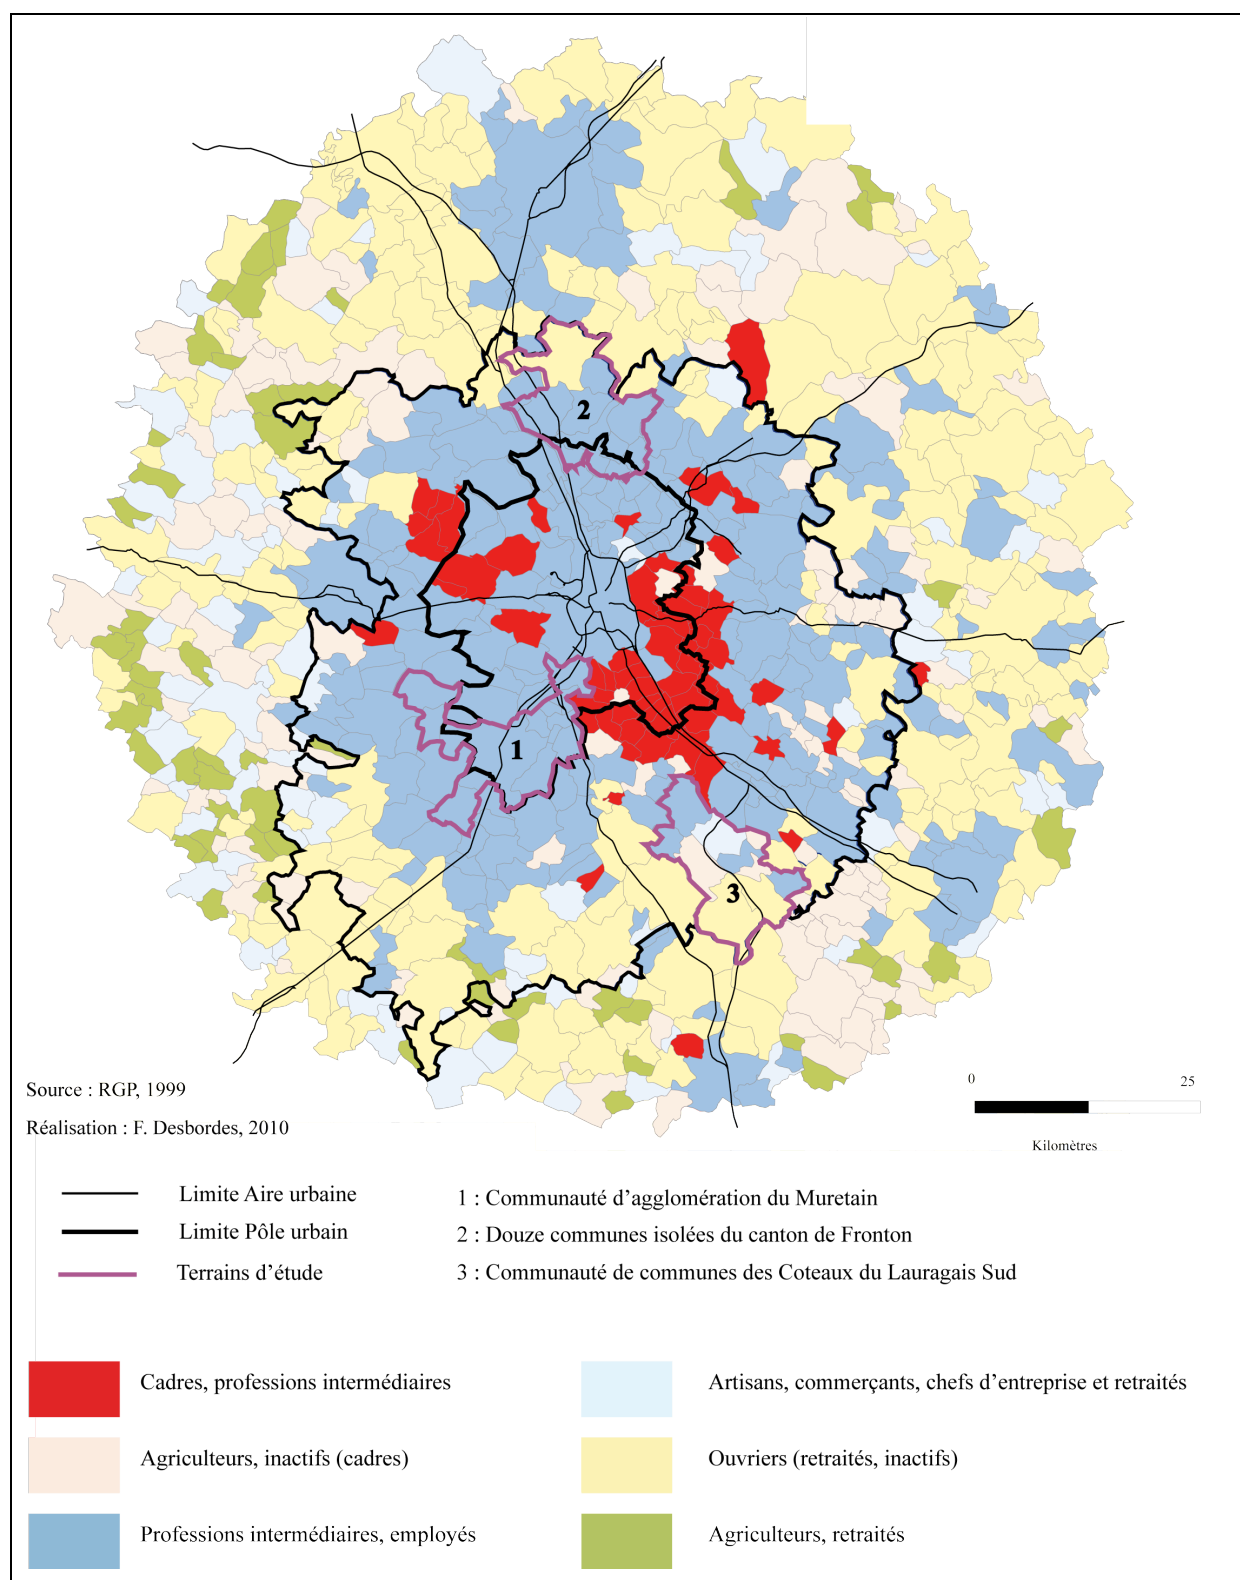 2
1
3
Source : RGP, 1999
Réalisation : F. Desbordes, 2010
0 25
Kilomètres
Limite Aire urbaine
Limite Pôle urbain
Terrains d’étude
1 : Communauté d’agglomération du Muretain
2 : Douze communes isolées du canton de Fronton
3 : Communauté de communes des Coteaux du Lauragais Sud
Cadres, professions intermédiaires
Agriculteurs, inactifs (cadres)
Professions intermédiaires, employés
Artisans, commerçants, chefs d’entreprise et retraités
Ouvriers (retraités, inactifs)
Agriculteurs, retraités